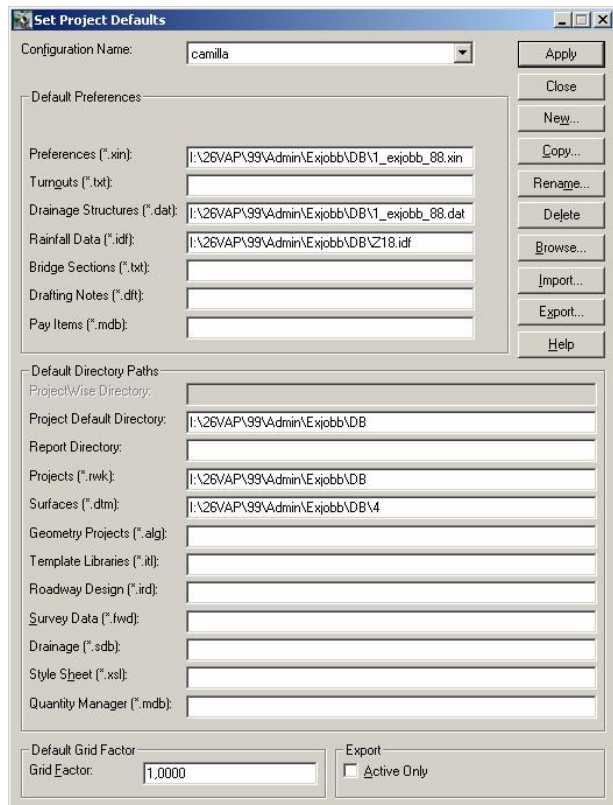 Set Project Defaults
Configuration Name: camilla
Apply
Close
New...
Copy...
Rename...
Delete
Browse...
Import...
Export...
Help
Default Preferences
Preferences (*.xin): I:\26VAP\99\Admin\Exjobb\DB\1_exjobb_88.xin
Turnouts (*.txt):
Drainage Structures (*.dat): I:\26VAP\99\Admin\Exjobb\DB\1_exjobb_88.dat
Rainfall Data (*.idf): I:\26VAP\99\Admin\Exjobb\DB\Z18.idf
Bridge Sections (*.txt):
Drafting Notes (*.dft):
Pay Items (*.mdb):
Default Directory Paths
ProjectWise Directory:
Project Default Directory: I:\26VAP\99\Admin\Exjobb\DB
Report Directory:
Projects (*.rwk): I:\26VAP\99\Admin\Exjobb\DB
Surfaces (*.dtm): I:\26VAP\99\Admin\Exjobb\DB\4
Geometry Projects (*.alg):
Template Libraries (*.itl):
Roadway Design (*.ird):
Survey Data (*.fwd):
Drainage (*.sdb):
Style Sheet (*.xsl):
Quantity Manager (*.mdb):
Default Grid Factor
Grid Factor: 1,0000
Export
Active Only